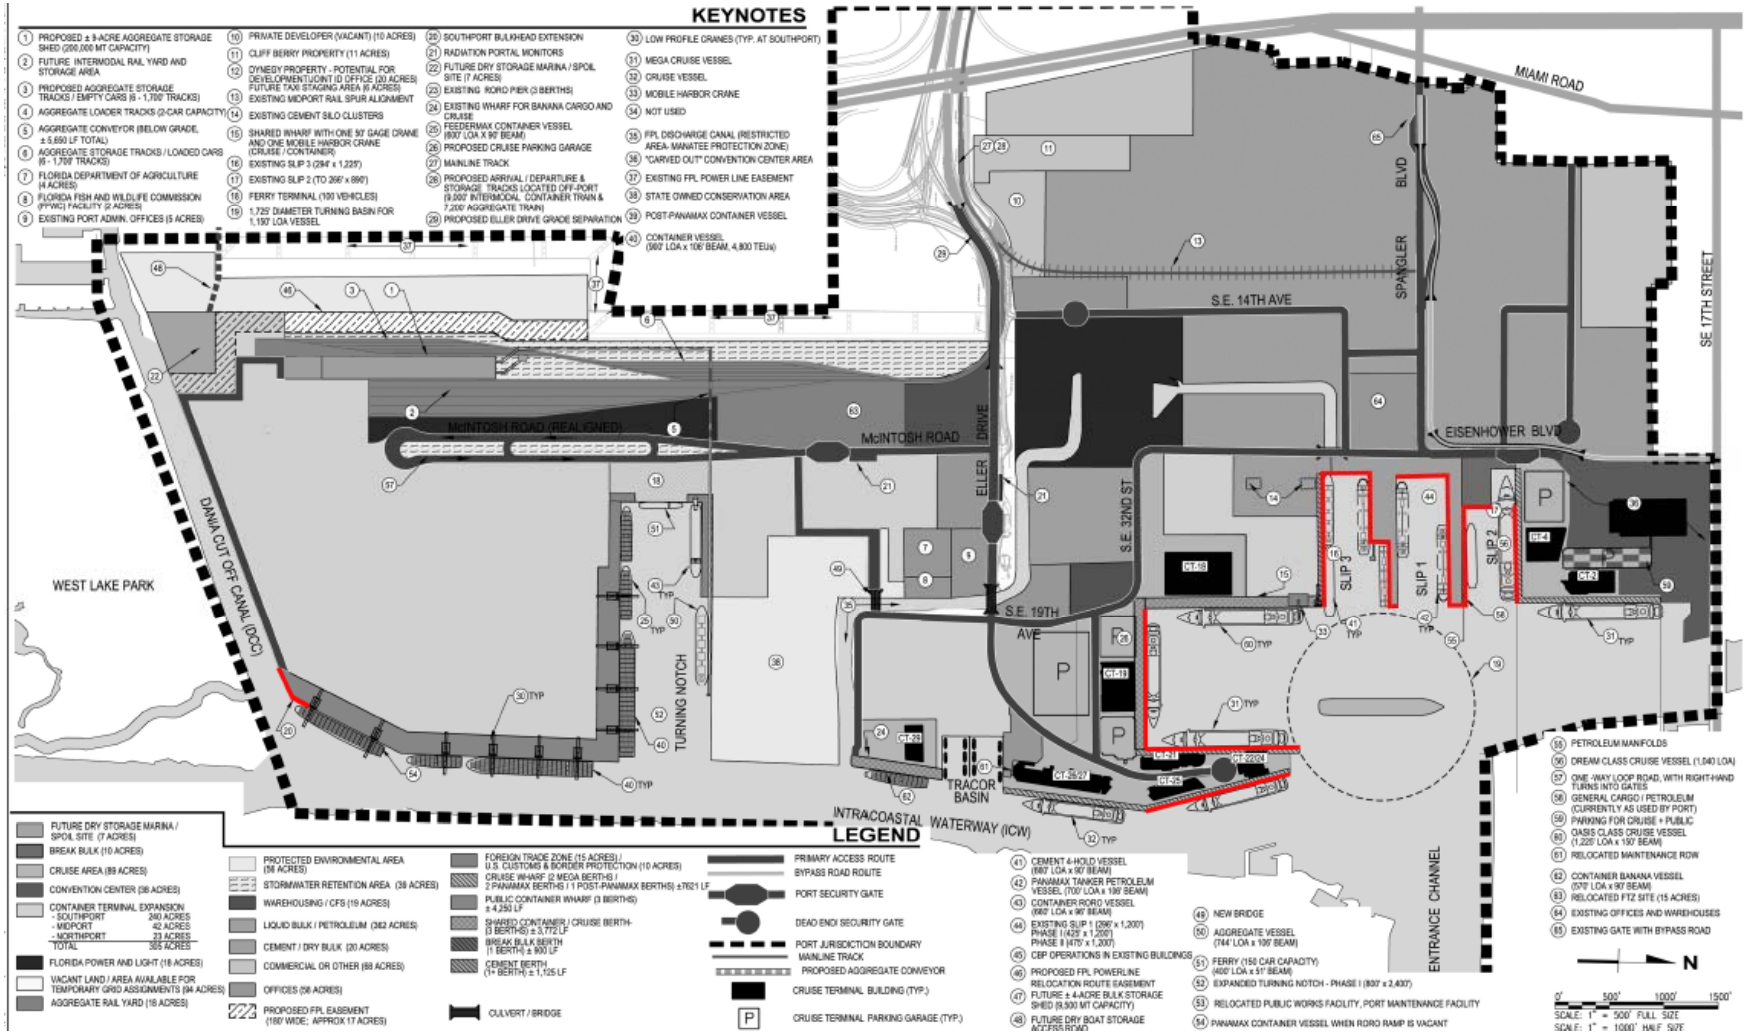 KEYNOTES
1 PROPOSED ± 9-ACRE AGGREGATE STORAGE
SHED (200,000 MT CAPACITY)
2 FUTURE INTERMODAL RAIL YARD AND
STORAGE AREA
3 PROPOSED AGGREGATE STORAGE
TRACKS / EMPTY CARS (6 - 1,700' TRACKS)
4 AGGREGATE LOADER TRACKS (2-CAR CAPACITY)
5 AGGREGATE CONVEYOR (BELOW GRADE,
± 5,650 LF TOTAL)
6 AGGREGATE STORAGE TRACKS / LOADED CARS
(6 - 1,700' TRACKS)
7 FLORIDA DEPARTMENT OF AGRICULTURE
(4 ACRES)
8 FLORIDA FISH AND WILDLIFE COMMISSION
(FFWC) FACILITY (2 ACRES)
9 EXISTING PORT ADMIN. OFFICES (5 ACRES)
10 PRIVATE DEVELOPER (VACANT) (10 ACRES)
11 CLIFF BERRY PROPERTY (11 ACRES)
12 DYNEGY PROPERTY - POTENTIAL FOR
DEVELOPMENT/JOINT ID OFFICE (20 ACRES)
FUTURE TAXI STAGING AREA (6 ACRES)
13 EXISTING MIDPORT RAIL SPUR ALIGNMENT
14 EXISTING CEMENT SILO CLUSTERS
15 SHARED WHARF WITH ONE 50' GAGE CRANE
AND ONE MOBILE HARBOR CRANE
(CRUISE / CONTAINER)
16 EXISTING SLIP 3 (294' x 1,225')
17 EXISTING SLIP 2 (TO 266' x 890')
18 FERRY TERMINAL (100 VEHICLES)
19 1,725' DIAMETER TURNING BASIN FOR
1,150' LOA VESSEL
20 SOUTHPORT BULKHEAD EXTENSION
21 RADIATION PORTAL MONITORS
22 FUTURE DRY STORAGE MARINA / SPOIL
SITE (7 ACRES)
23 EXISTING RORO PIER (3 BERTHS)
24 EXISTING WHARF FOR BANANA CARGO AND
CRUISE
25 FEEDERMAX CONTAINER VESSEL
(600' LOA X 90' BEAM)
26 PROPOSED CRUISE PARKING GARAGE
27 MAINLINE TRACK
28 PROPOSED ARRIVAL / DEPARTURE &
STORAGE TRACKS LOCATED OFF-PORT
(9,000' INTERMODAL CONTAINER TRAIN &
7,200' AGGREGATE TRAIN)
29 PROPOSED ELLER DRIVE GRADE SEPARATION
30 LOW PROFILE CRANES (TYP. AT SOUTHPORT)
31 MEGA CRUISE VESSEL
32 CRUISE VESSEL
33 MOBILE HARBOR CRANE
34 NOT USED
35 FPL DISCHARGE CANAL (RESTRICTED
AREA- MANATEE PROTECTION ZONE)
36 "CARVED OUT" CONVENTION CENTER AREA
37 EXISTING FPL POWER LINE EASEMENT
38 STATE OWNED CONSERVATION AREA
39 POST-PANAMAX CONTAINER VESSEL
40 CONTAINER VESSEL
(900' LOA x 106' BEAM, 4,800 TEUs)
MIAMI ROAD
SPANGLER BLVD
SE 17TH STREET
S.E. 14TH AVE
EISENHOWER BLVD
McINTOSH ROAD (REALIGNED)
McINTOSH ROAD
ELLER DRIVE
S.E. 32ND ST
S.E. 19TH
AVE
WEST LAKE PARK
DANIA CUT OFF CANAL (DCC)
TURNING NOTCH
SLIP 3
SLIP 1
SLIP 2
CT-18
CT-19
CT-29
CT-26/27
CT-25
CT-21
CT-22/24
CT-4
CT-2
P
P
P
P
30 TYP
40 TYP
60 TYP
31 TYP
31 TYP
32 TYP
TRACOR
BASIN
INTRACOASTAL WATERWAY (ICW)
ENTRANCE CHANNEL
LEGEND
FUTURE DRY STORAGE MARINA /
SPOIL SITE (7 ACRES)
BREAK BULK (10 ACRES)
CRUISE AREA (89 ACRES)
CONVENTION CENTER (38 ACRES)
CONTAINER TERMINAL EXPANSION
- SOUTHPORT 240 ACRES
- MIDPORT 42 ACRES
- NORTHPORT 23 ACRES
TOTAL 305 ACRES
FLORIDA POWER AND LIGHT (18 ACRES)
VACANT LAND / AREA AVAILABLE FOR
TEMPORARY GRID ASSIGNMENTS (94 ACRES)
AGGREGATE RAIL YARD (18 ACRES)
PROTECTED ENVIRONMENTAL AREA
(56 ACRES)
STORMWATER RETENTION AREA (39 ACRES)
WAREHOUSING / CFS (19 ACRES)
LIQUID BULK / PETROLEUM (362 ACRES)
CEMENT / DRY BULK (20 ACRES)
COMMERCIAL OR OTHER (68 ACRES)
OFFICES (56 ACRES)
PROPOSED FPL EASEMENT
(160' WIDE; APPROX 17 ACRES)
FOREIGN TRADE ZONE (15 ACRES) /
U.S. CUSTOMS & BORDER PROTECTION (10 ACRES)
CRUISE WHARF (2 MEGA BERTHS /
2 PANAMAX BERTHS / 1 POST-PANAMAX BERTHS) ±7621 LF
PUBLIC CONTAINER WHARF (3 BERTHS)
± 4,250 LF
SHARED CONTAINER / CRUISE BERTH-
(3 BERTHS) ± 3,772 LF
BREAK BULK BERTH
(1 BERTH) ± 900 LF
CEMENT BERTH
(1+ BERTH) ± 1,125 LF
CULVERT / BRIDGE
PRIMARY ACCESS ROUTE
BYPASS ROAD ROUTE
PORT SECURITY GATE
DEAD END SECURITY GATE
PORT JURISDICTION BOUNDARY
MAINLINE TRACK
PROPOSED AGGREGATE CONVEYOR
CRUISE TERMINAL BUILDING (TYP.)
P CRUISE TERMINAL PARKING GARAGE (TYP.)
41 CEMENT 4-HOLD VESSEL
(600' LOA x 90' BEAM)
42 PANAMAX TANKER PETROLEUM
VESSEL (700' LOA x 106' BEAM)
43 CONTAINER RORO VESSEL
(660' LOA x 96' BEAM)
44 EXISTING SLIP 1 (296' x 1,200')
PHASE I (425' x 1,200')
PHASE II (475' x 1,200')
45 CBP OPERATIONS IN EXISTING BUILDINGS
46 PROPOSED FPL POWERLINE
RELOCATION ROUTE EASEMENT
47 FUTURE ± 4-ACRE BULK STORAGE
SHED (9,500 MT CAPACITY)
48 FUTURE DRY BOAT STORAGE
ACCESS ROAD
49 NEW BRIDGE
50 AGGREGATE VESSEL
(744' LOA x 106' BEAM)
51 FERRY (150 CAR CAPACITY)
(400' LOA x 51' BEAM)
52 EXPANDED TURNING NOTCH - PHASE I (800' x 2,400')
53 RELOCATED PUBLIC WORKS FACILITY, PORT MAINTENANCE FACILITY
54 PANAMAX CONTAINER VESSEL WHEN RORO RAMP IS VACANT
55 PETROLEUM MANIFOLDS
56 DREAM CLASS CRUISE VESSEL (1,040 LOA)
57 ONE -WAY LOOP ROAD, WITH RIGHT-HAND
TURNS INTO GATES
58 GENERAL CARGO / PETROLEUM
(CURRENTLY AS USED BY PORT)
59 PARKING FOR CRUISE + PUBLIC
60 OASIS CLASS CRUISE VESSEL
(1,220' LOA x 150' BEAM)
61 RELOCATED MAINTENANCE ROW
62 CONTAINER BANANA VESSEL
(570' LOA x 90' BEAM)
63 RELOCATED FTZ SITE (15 ACRES)
64 EXISTING OFFICES AND WAREHOUSES
65 EXISTING GATE WITH BYPASS ROAD
N
0' 500' 1000' 1500'
SCALE: 1" = 500' FULL SIZE
SCALE: 1" = 1000' HALF SIZE